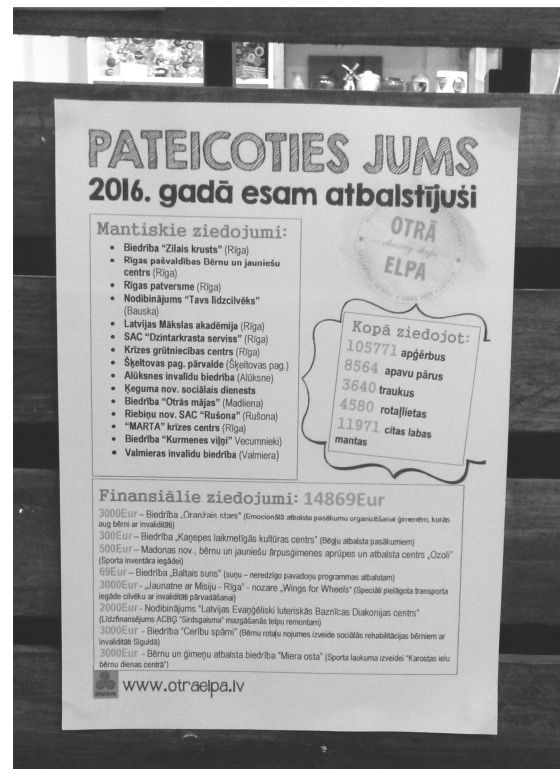 PATEICOTIES JUMS
2016. gadā esam atbalstījuši
Mantiskie ziedojumi:
• Biedrība "Zilais krusts" (Rīga)
• Rīgas pašvaldības Bērnu un jauniešu
centrs (Rīga)
• Rīgas patversme (Rīga)
• Nodibinājums "Tavs līdzcilvēks"
(Bauska)
• Latvijas Mākslas akadēmija (Rīga)
• SAC "Dzintarkrasta serviss" (Rīga)
• Krīzes grūtniecības centrs (Rīga)
• Šķeltovas pag. pārvalde (Šķeltovas pag.)
• Alūksnes invalīdu biedrība (Alūksne)
• Ķeguma nov. sociālais dienests
• Biedrība "Otrās mājas" (Madliena)
• Riebiņu nov. SAC "Rušona" (Rušona)
• "MARTA" krīzes centrs (Rīga)
• Biedrība "Kurmenes viļņi" Vecumnieki)
• Valmieras invalīdu biedrība (Valmiera)
OTRĀ
charity shops
ELPA
Kopā ziedojot:
105771 apģērbus
8564 apavu pārus
3640 traukus
4580 rotaļlietas
11971 citas labas
mantas
Finansiālie ziedojumi: 14869Eur
3000Eur – Biedrība „Oranžais stars" (Emocionālā atbalsta pasākumu organizēšanai ģimenēm, kurās
aug bērni ar invaliditāti)
300Eur – Biedrība „Kaņepes laikmetīgās kultūras centrs" (Bēgļu atbalsta pasākumiem)
500Eur – Madonas nov., bērnu un jauniešu ārpusģimenes aprūpes un atbalsta centrs „Ozoli"
(Sporta inventāra iegādei)
69Eur – Biedrība „Baltais suns" (suņu – neredzīgo pavadoņu programmas atbalstam)
3000Eur – „Jaunatne ar Misiju - Rīga" - nozare „Wings for Wheels" (Speciāli pielāgota transporta
iegāde cilvēku ar invaliditāti pārvadāšanai)
2000Eur – Nodibinājums "Latvijas Evaņģēliski luteriskās Baznīcas Diakonijas centrs"
(Līdzfinansējums ACBG "Sirdsgaisma" mazgāšanās telpu remontam)
3000Eur - Biedrība "Cerību spārni" (Bērnu rotaļu nojumes izveide sociālās rehabilitācijas bērniem ar
invaliditāti Siguldā)
3000Eur - Bērnu un ģimeņu atbalsta biedrība "Miera osta" (Sporta laukuma izveidei "Karostas ielu
bērnu dienas centrā")
www.otraelpa.lv